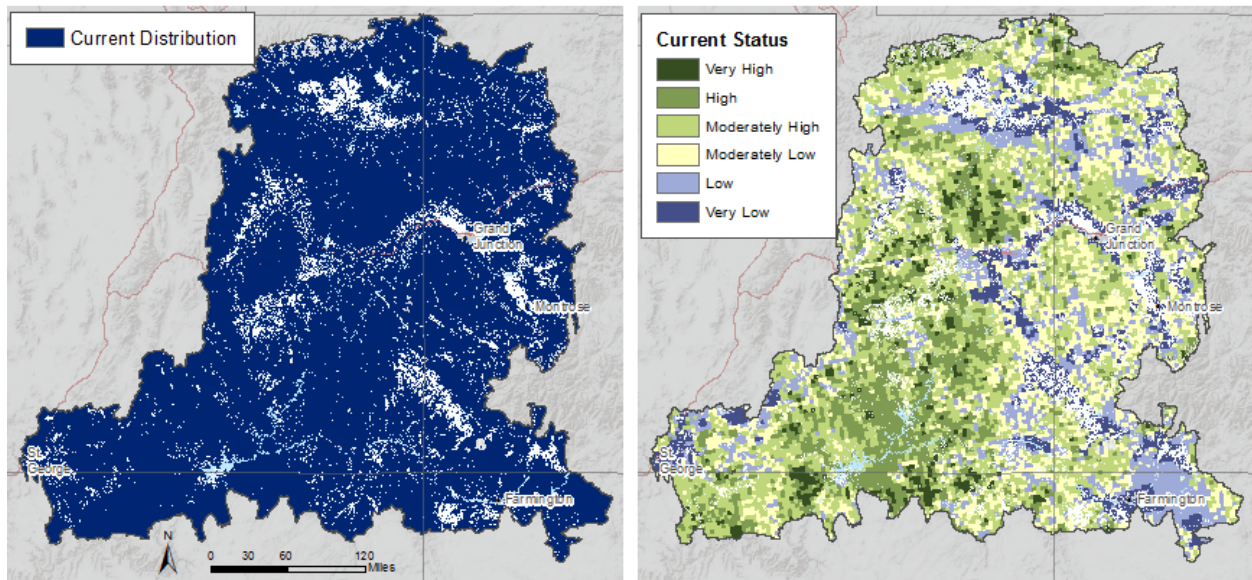 Current Distribution
Grand
Junction
Montrose
St.
George
Farmington
N
0 30 60 120
Miles
Current Status
Very High
High
Moderately High
Moderately Low
Low
Very Low
Grand
Junction
Montrose
St.
George
Farmington